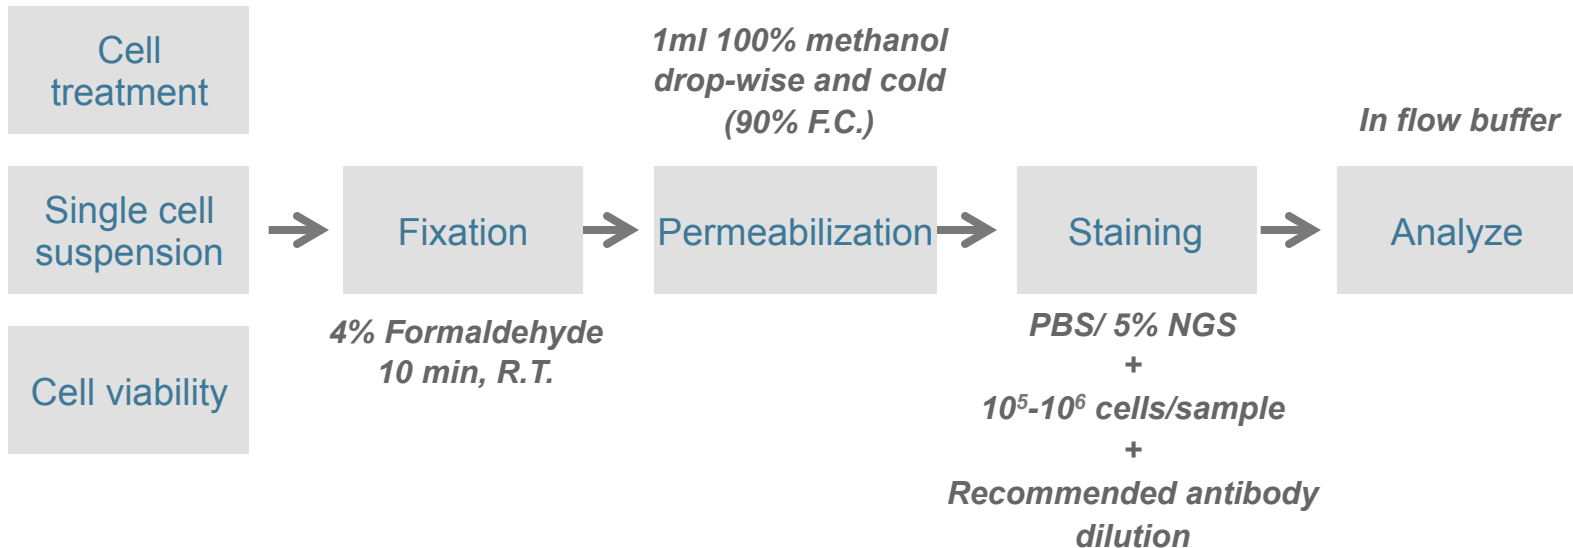 Cell
treatment
Single cell
suspension
Cell viability
Fixation
4% Formaldehyde
10 min, R.T.
1ml 100% methanol
drop-wise and cold
(90% F.C.)
Permeabilization
Staining
PBS/ 5% NGS
+
10⁵-10⁶ cells/sample
+
Recommended antibody
dilution
In flow buffer
Analyze